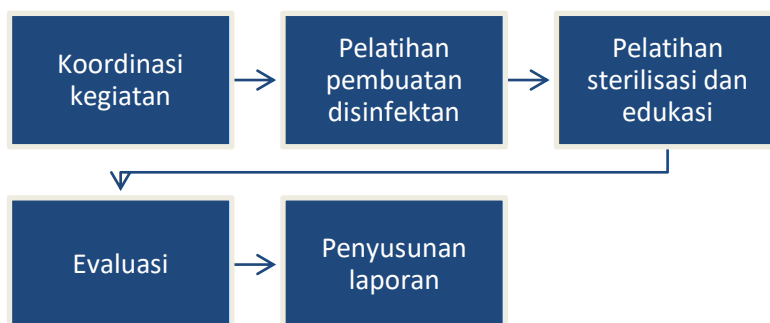 Koordinasi
kegiatan
Pelatihan
pembuatan
disinfektan
Pelatihan
sterilisasi dan
edukasi
Evaluasi
Penyusunan
laporan